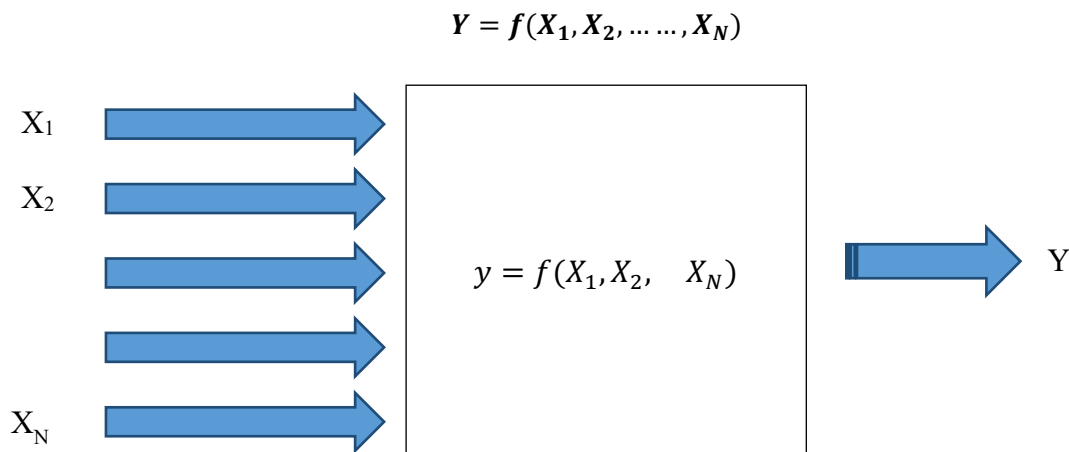 Y = f(X₁, X₂, … … , X_N)
X₁
X₂
y = f(X₁, X₂,    X_N)
Y
X_N